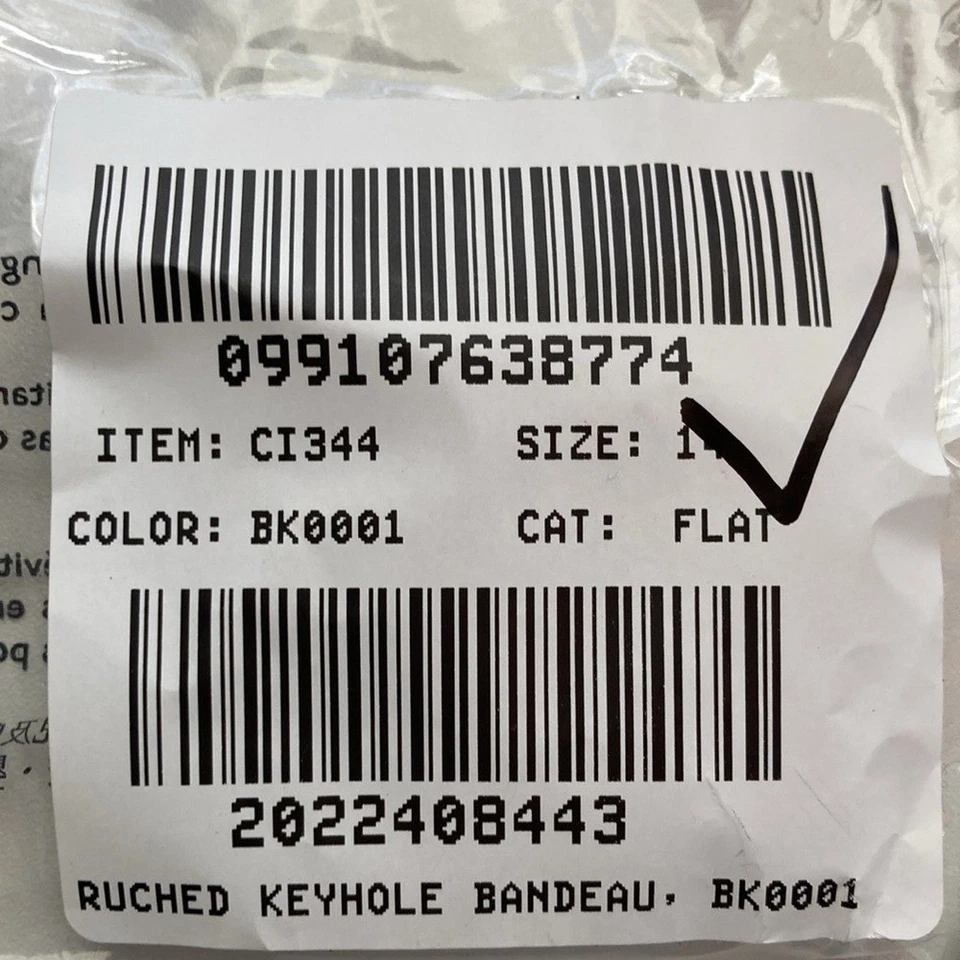 099107638774
ITEM: CI344 SIZE: 14
COLOR: BK0001 CAT: FLAT
2022408443
RUCHED KEYHOLE BANDEAU, BK0001